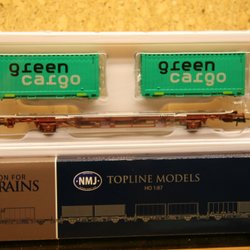 green
cargo
green
cargo
ON FOR
RAINS
NMJ
TOPLINE MODELS
HO 1:87